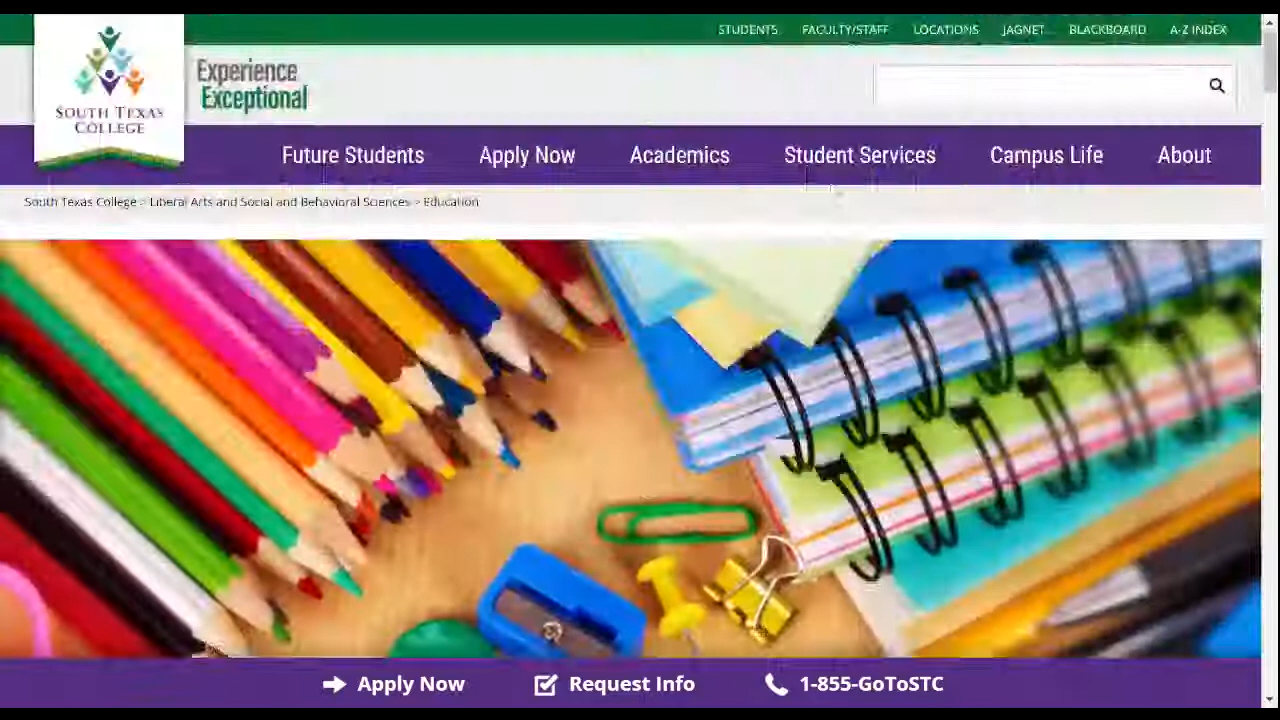 STUDENTS FACULTY/STAFF LOCATIONS JAGNET BLACKBOARD A-Z INDEX
SOUTH TEXAS
COLLEGE
Experience
Exceptional
Future Students Apply Now Academics Student Services Campus Life About
South Texas College > Liberal Arts and Social and Behavioral Sciences > Education
Apply Now Request Info 1-855-GoToSTC